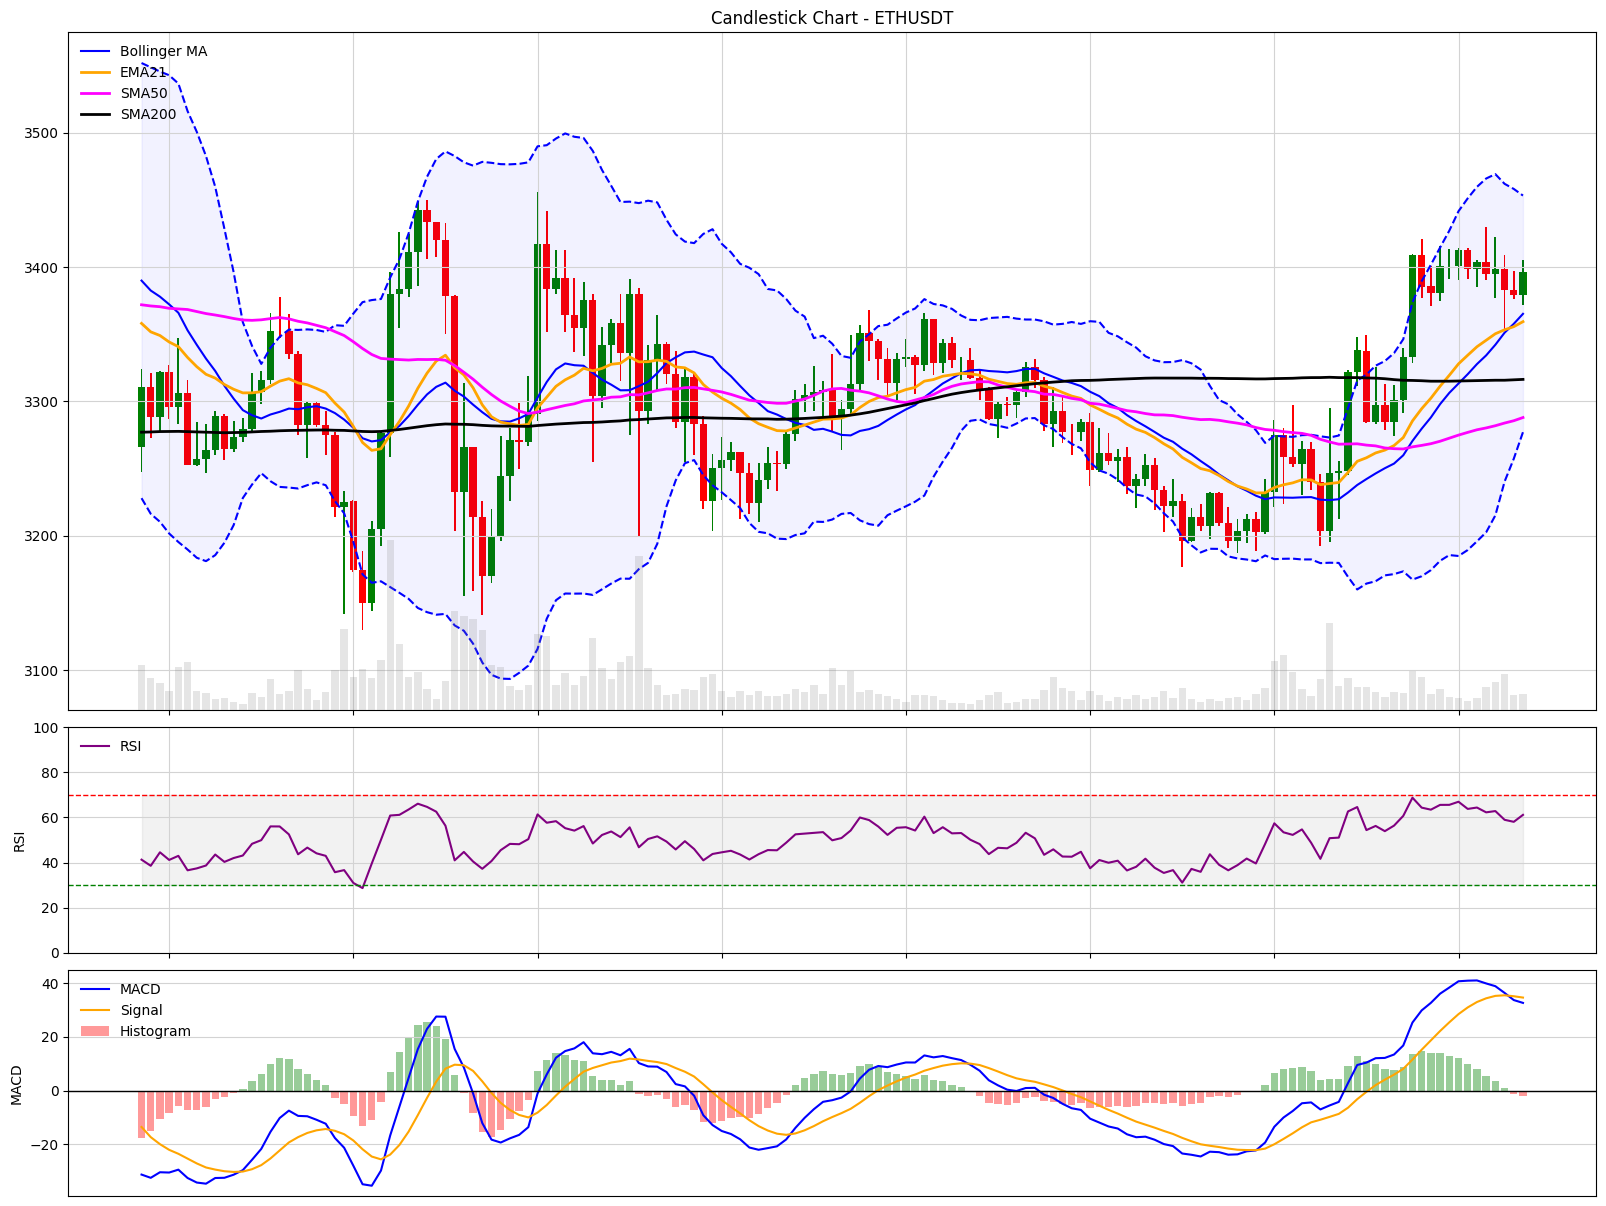 Candlestick Chart - ETHUSDT
Bollinger MA
EMA21
SMA50
SMA200
3500
3400
3300
3200
3100
RSI
100
80
60
40
20
0
RSI
MACD
Signal
Histogram
40
20
0
−20
MACD